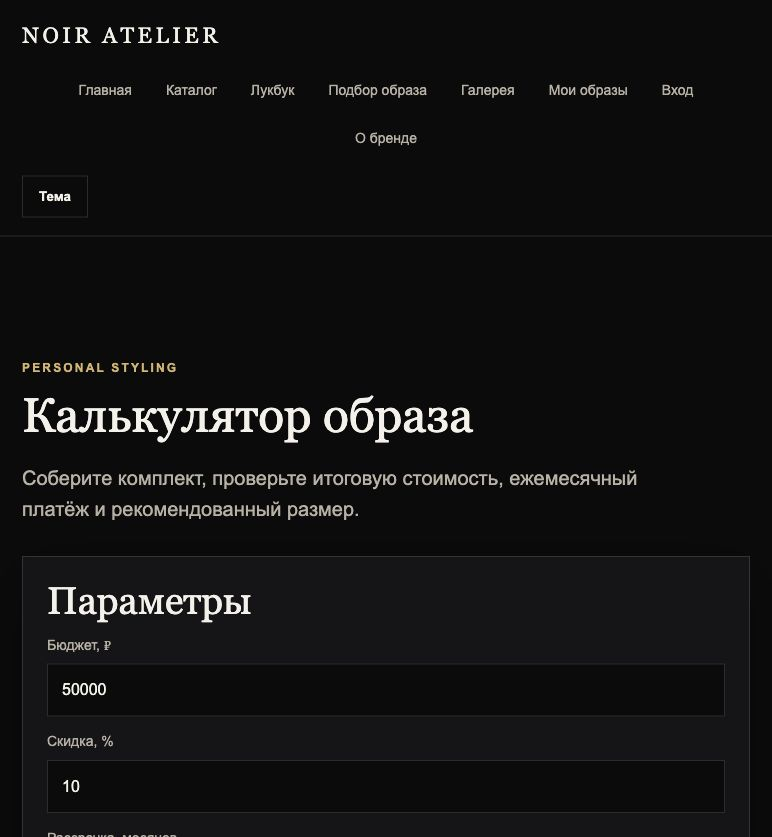 NOIR ATELIER
Главная Каталог Лукбук Подбор образа Галерея Мои образы Вход
О бренде
Тема
PERSONAL STYLING
Калькулятор образа
Соберите комплект, проверьте итоговую стоимость, ежемесячный
платёж и рекомендованный размер.
Параметры
Бюджет, ₽
50000
Скидка, %
10